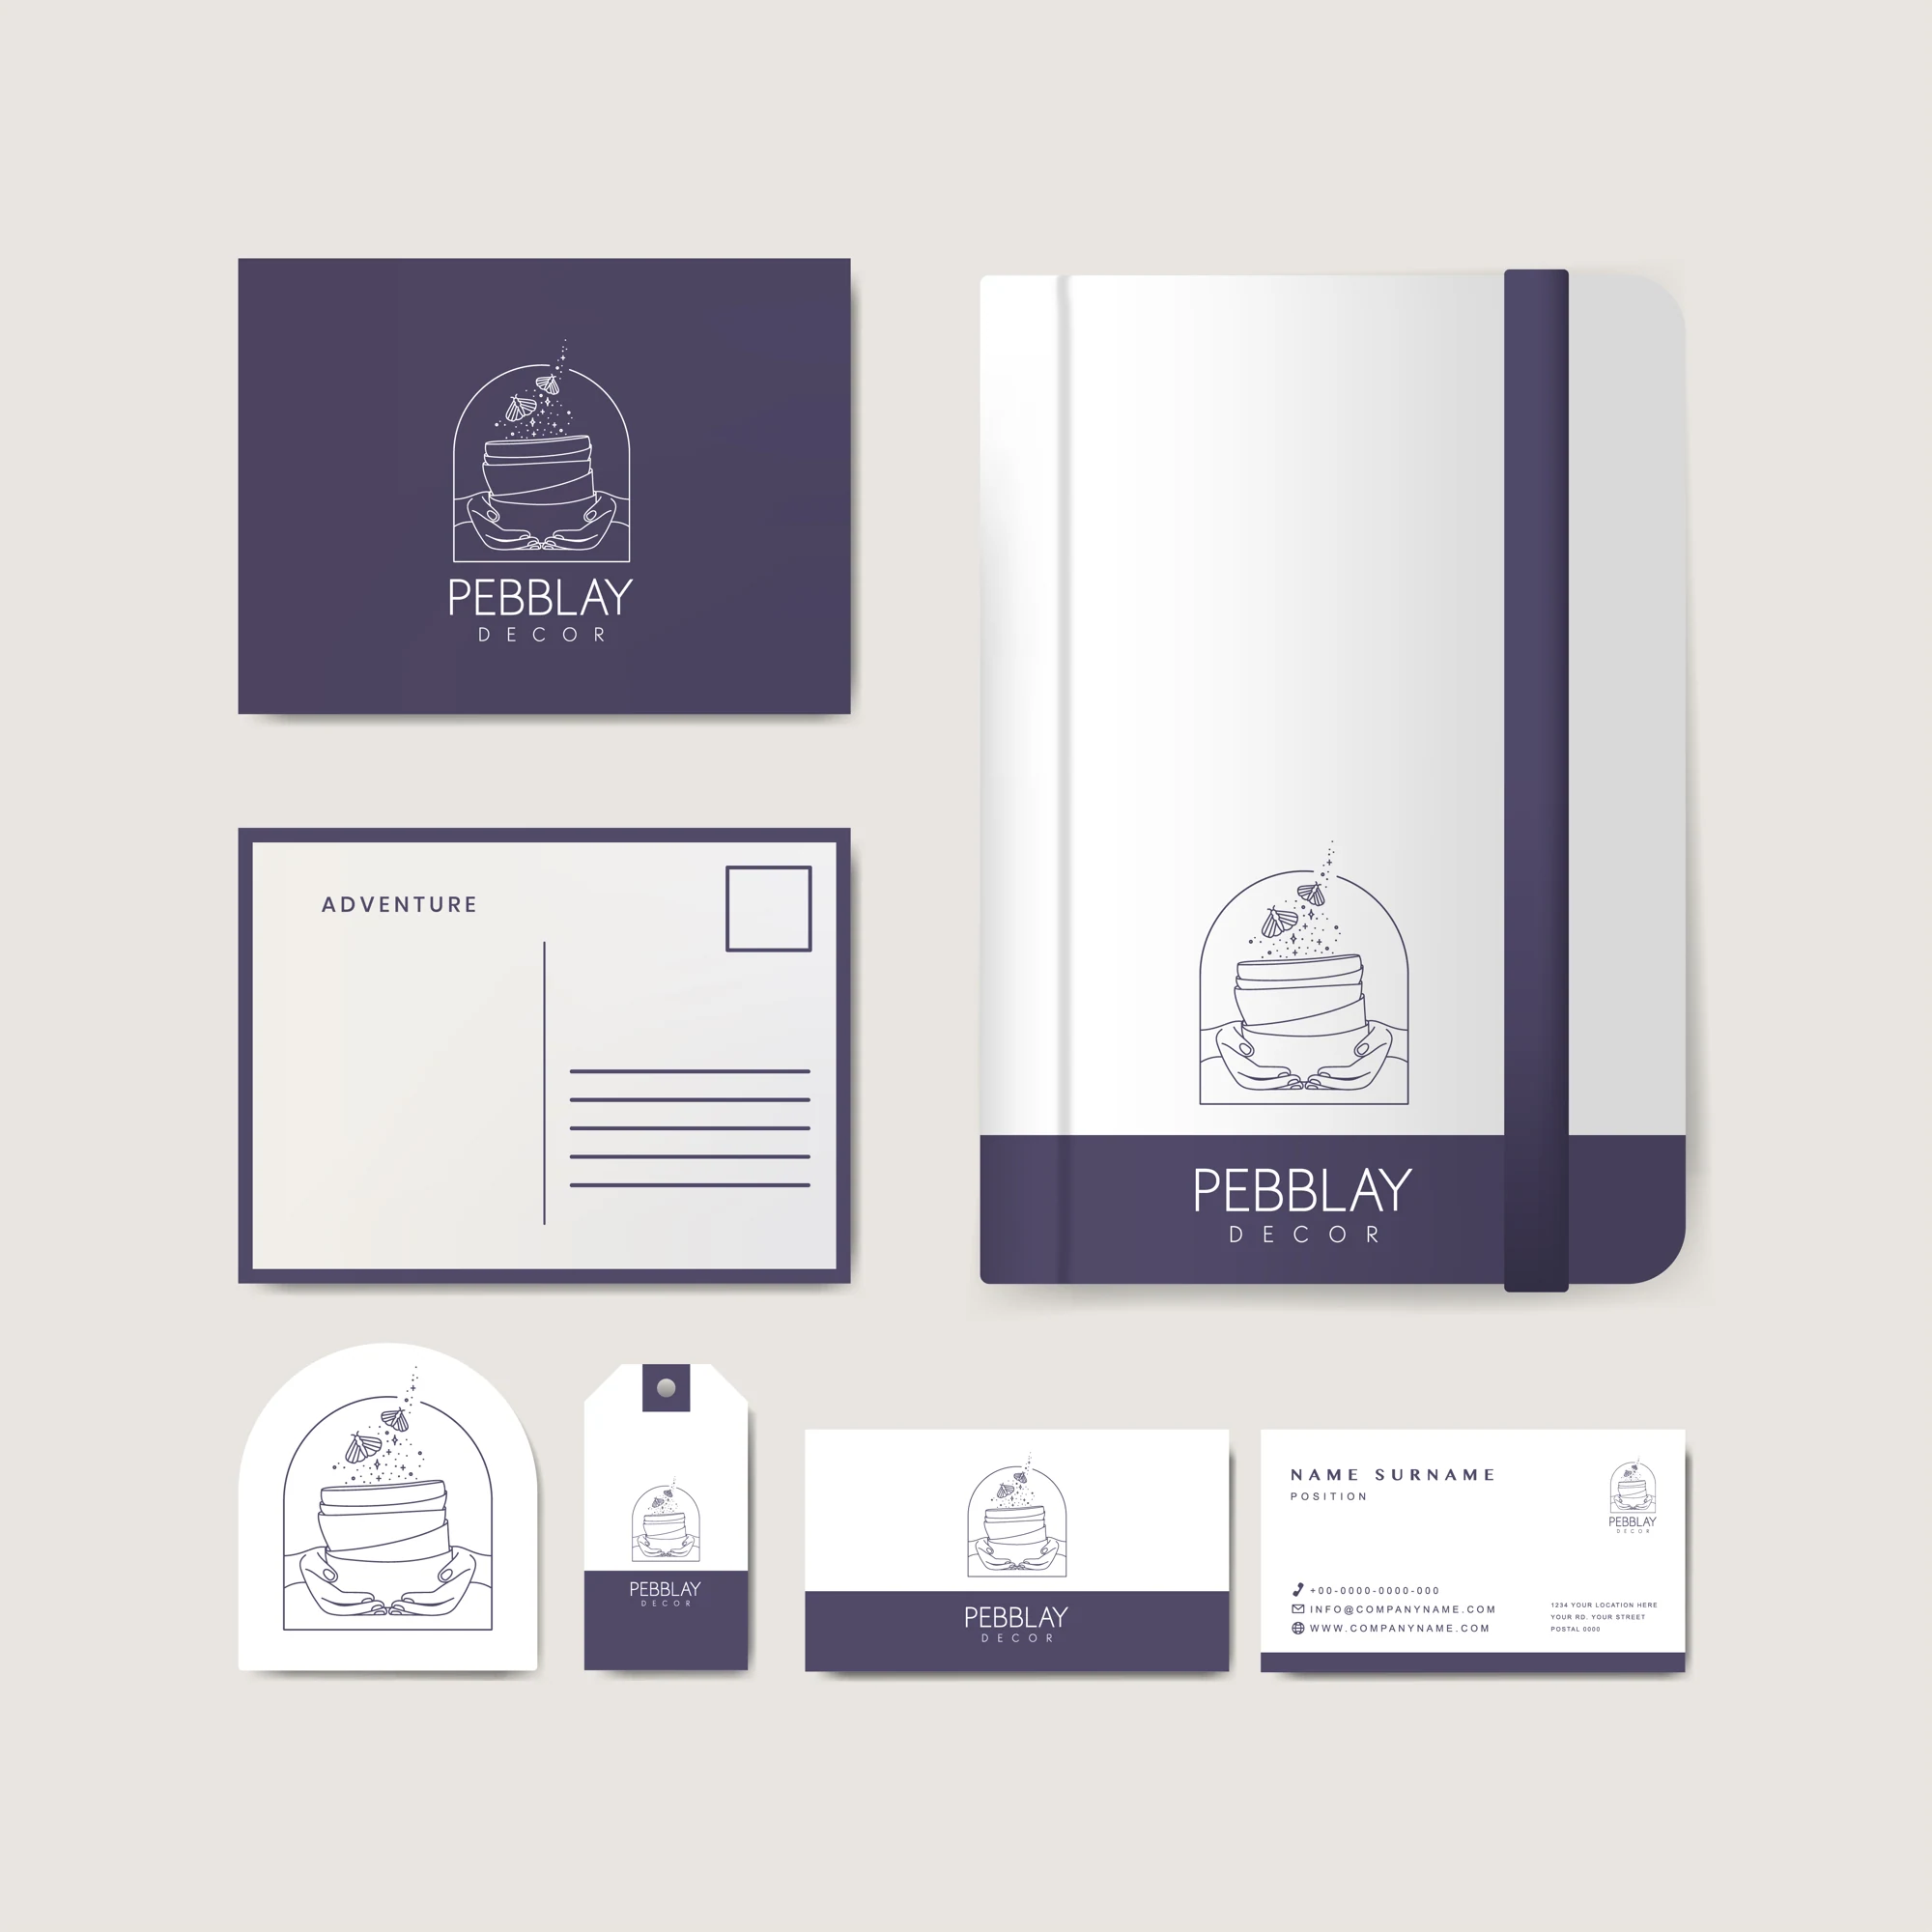 PEBBLAY
DECOR
ADVENTURE
PEBBLAY
DECOR
PEBBLAY
DECOR
PEBBLAY
DECOR
NAME SURNAME
POSITION
PEBBLAY
DECOR
+00-0000-0000-000
INFO@COMPANYNAME.COM
WWW.COMPANYNAME.COM
1234 YOUR LOCATION HERE
YOUR RD. YOUR STREET
POSTAL 0000